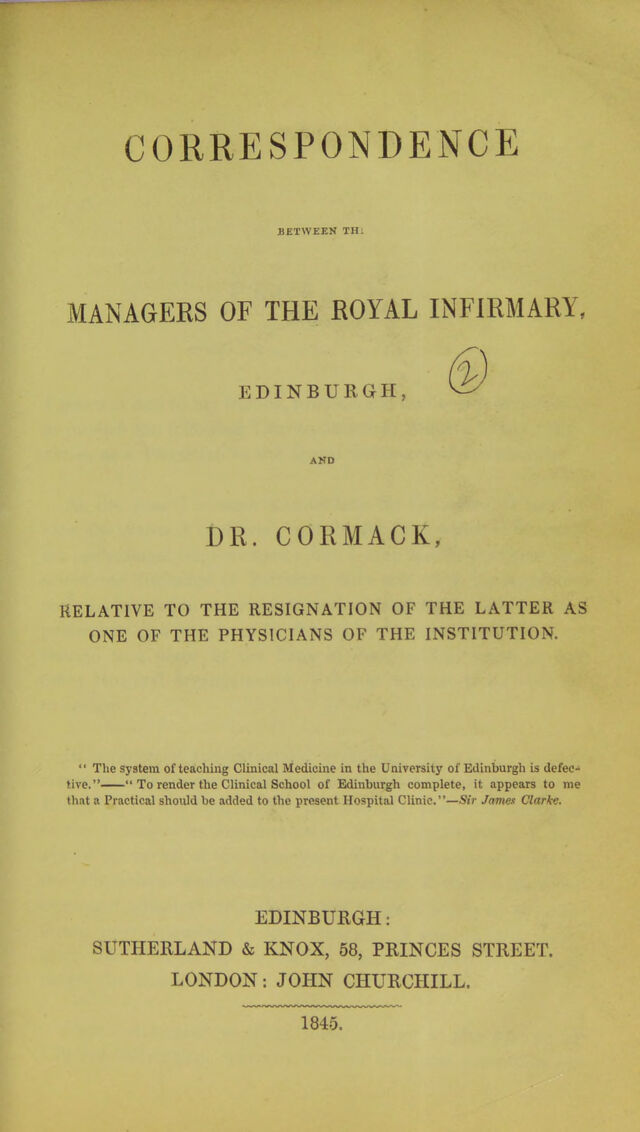 CORRESPONDENCE
BETWEEN THE
MANAGERS OF THE ROYAL INFIRMARY,
EDINBURGH,
2
AND
DR. CORMACK,
RELATIVE TO THE RESIGNATION OF THE LATTER AS
ONE OF THE PHYSICIANS OF THE INSTITUTION.
“ The system of teaching Clinical Medicine in the University of Edinburgh is defec-
tive.”——“ To render the Clinical School of Edinburgh complete, it appears to me
that a Practical should be added to the present Hospital Clinic.”—Sir James Clarke.
EDINBURGH:
SUTHERLAND & KNOX, 58, PRINCES STREET.
LONDON: JOHN CHURCHILL.
1845.